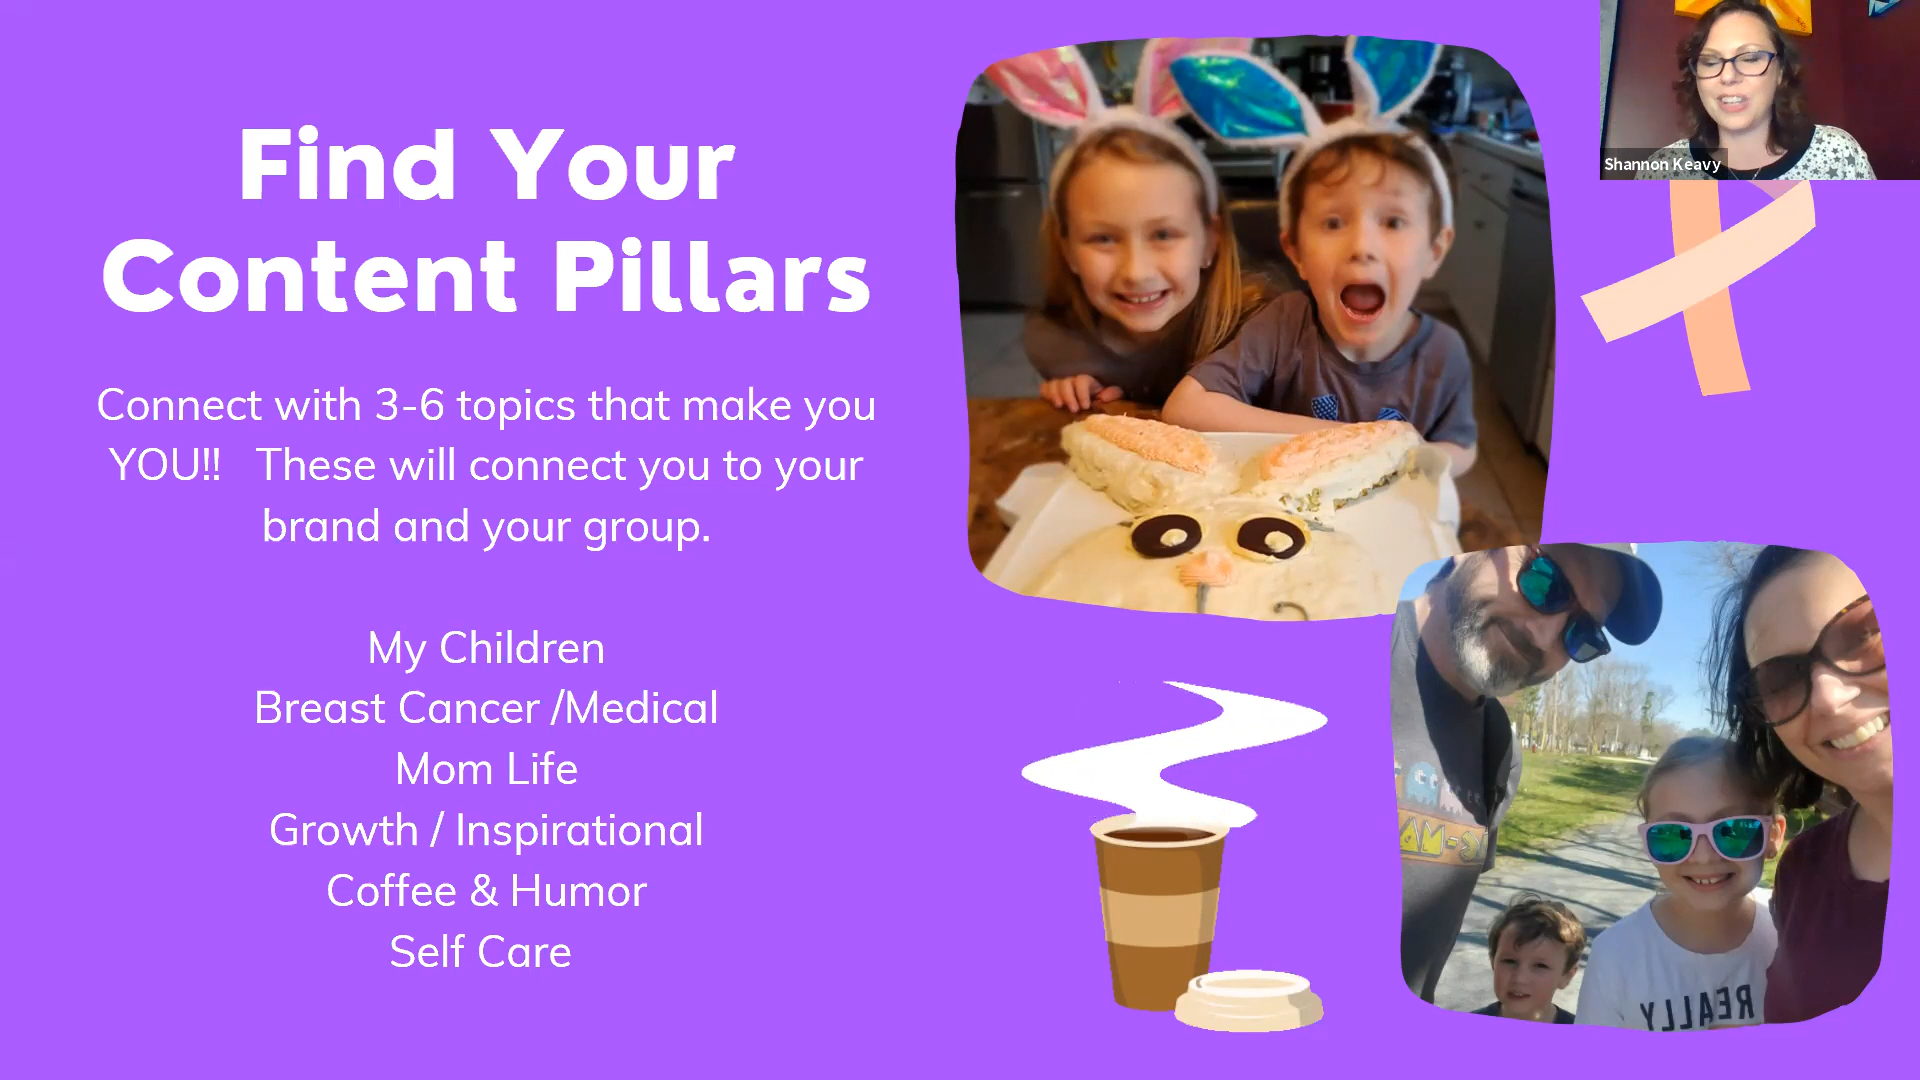 Find Your
Content Pillars
Connect with 3-6 topics that make you
YOU!! These will connect you to your
brand and your group.
My Children
Breast Cancer /Medical
Mom Life
Growth / Inspirational
Coffee & Humor
Self Care
Shannon Keavy
REALLY